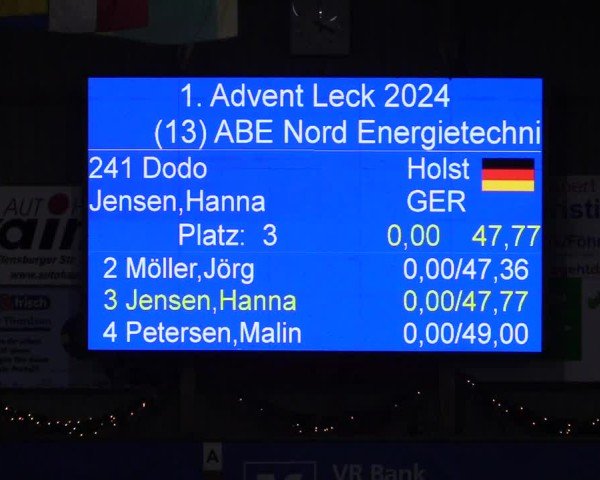 1. Advent Leck 2024
(13) ABE Nord Energietechni
241 Dodo Holst
Jensen,Hanna GER
Platz: 3 0,00 47,77
2 Möller,Jörg 0,00/47,36
3 Jensen,Hanna 0,00/47,77
4 Petersen,Malin 0,00/49,00
AUT
A
VR Bank